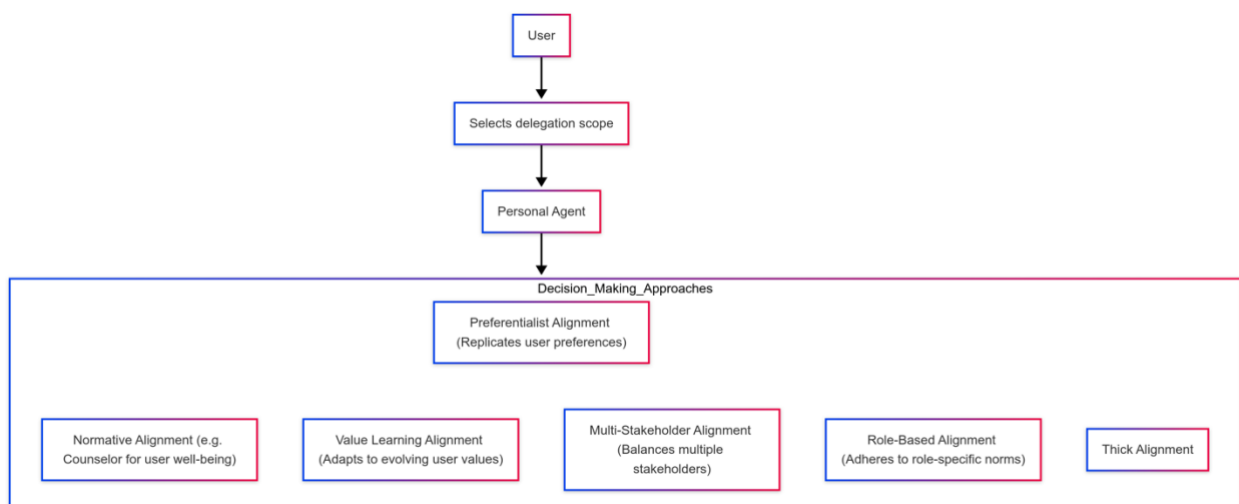 User
Selects delegation scope
Personal Agent
Decision_Making_Approaches
Preferentialist Alignment
(Replicates user preferences)
Normative Alignment (e.g.
Counselor for user well-being)
Value Learning Alignment
(Adapts to evolving user values)
Multi-Stakeholder Alignment
(Balances multiple
stakeholders)
Role-Based Alignment
(Adheres to role-specific norms)
Thick Alignment